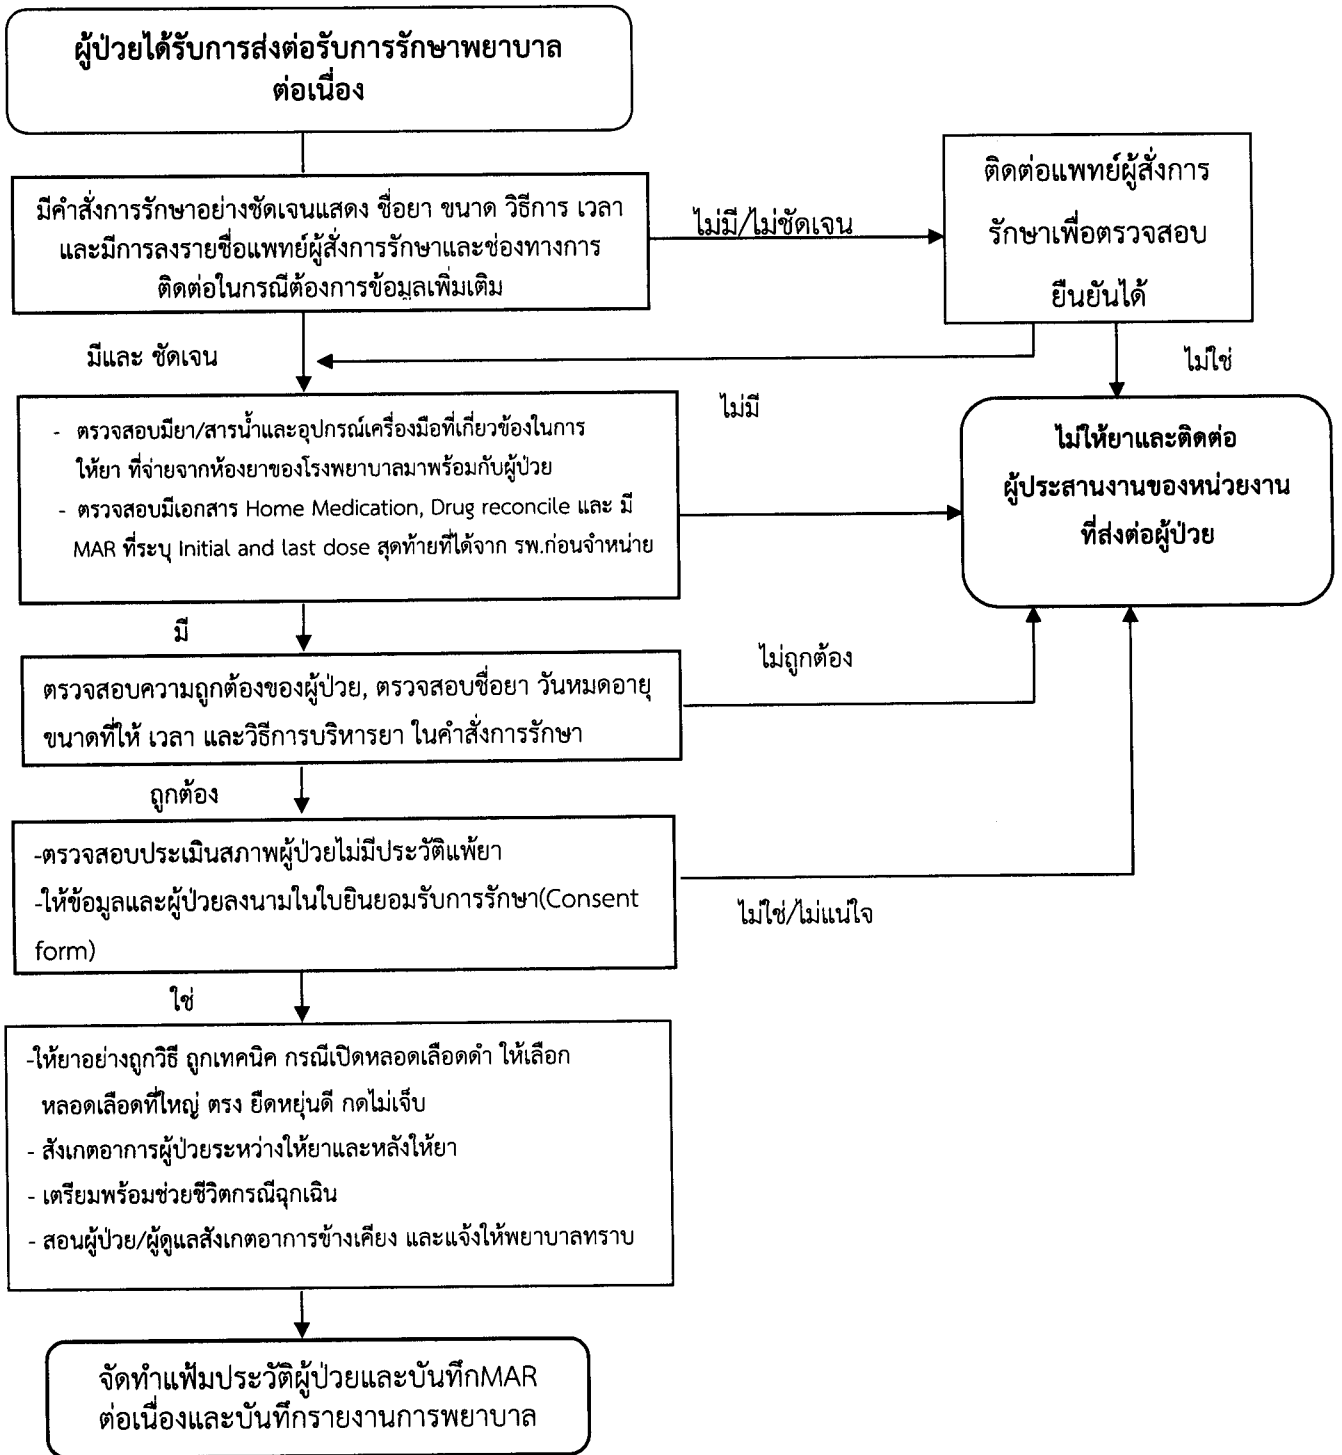 ผู้ป่วยได้รับการส่งต่อรับการรักษาพยาบาล
ต่อเนื่อง
มีคำสั่งการรักษาอย่างชัดเจนแสดง ชื่อยา ขนาด วิธีการ เวลา
และมีการลงรายชื่อแพทย์ผู้สั่งการรักษาและช่องทางการ
ติดต่อในกรณีต้องการข้อมูลเพิ่มเติม
ไม่มี/ไม่ชัดเจน
ติดต่อแพทย์ผู้สั่งการ
รักษาเพื่อตรวจสอบ
ยืนยันได้
มีและ ชัดเจน
ไม่ใช่
- ตรวจสอบมียา/สารน้ำและอุปกรณ์เครื่องมือที่เกี่ยวข้องในการ
ให้ยา ที่จ่ายจากห้องยาของโรงพยาบาลมาพร้อมกับผู้ป่วย
- ตรวจสอบมีเอกสาร Home Medication, Drug reconcile และ มี
MAR ที่ระบุ Initial and last dose สุดท้ายที่ได้จาก รพ.ก่อนจำหน่าย
ไม่มี
ไม่ให้ยาและติดต่อ
ผู้ประสานงานของหน่วยงาน
ที่ส่งต่อผู้ป่วย
มี
ตรวจสอบความถูกต้องของผู้ป่วย, ตรวจสอบชื่อยา วันหมดอายุ
ขนาดที่ให้ เวลา และวิธีการบริหารยา ในคำสั่งการรักษา
ไม่ถูกต้อง
ถูกต้อง
-ตรวจสอบประเมินสภาพผู้ป่วยไม่มีประวัติแพ้ยา
-ให้ข้อมูลและผู้ป่วยลงนามในใบยินยอมรับการรักษา(Consent
form)
ไม่ใช่/ไม่แน่ใจ
ใช่
-ให้ยาอย่างถูกวิธี ถูกเทคนิค กรณีเปิดหลอดเลือดดำ ให้เลือก
หลอดเลือดที่ใหญ่ ตรง ยืดหยุ่นดี กดไม่เจ็บ
- สังเกตอาการผู้ป่วยระหว่างให้ยาและหลังให้ยา
- เตรียมพร้อมช่วยชีวิตกรณีฉุกเฉิน
- สอนผู้ป่วย/ผู้ดูแลสังเกตอาการข้างเคียง และแจ้งให้พยาบาลทราบ
จัดทำแฟ้มประวัติผู้ป่วยและบันทึกMAR
ต่อเนื่องและบันทึกรายงานการพยาบาล